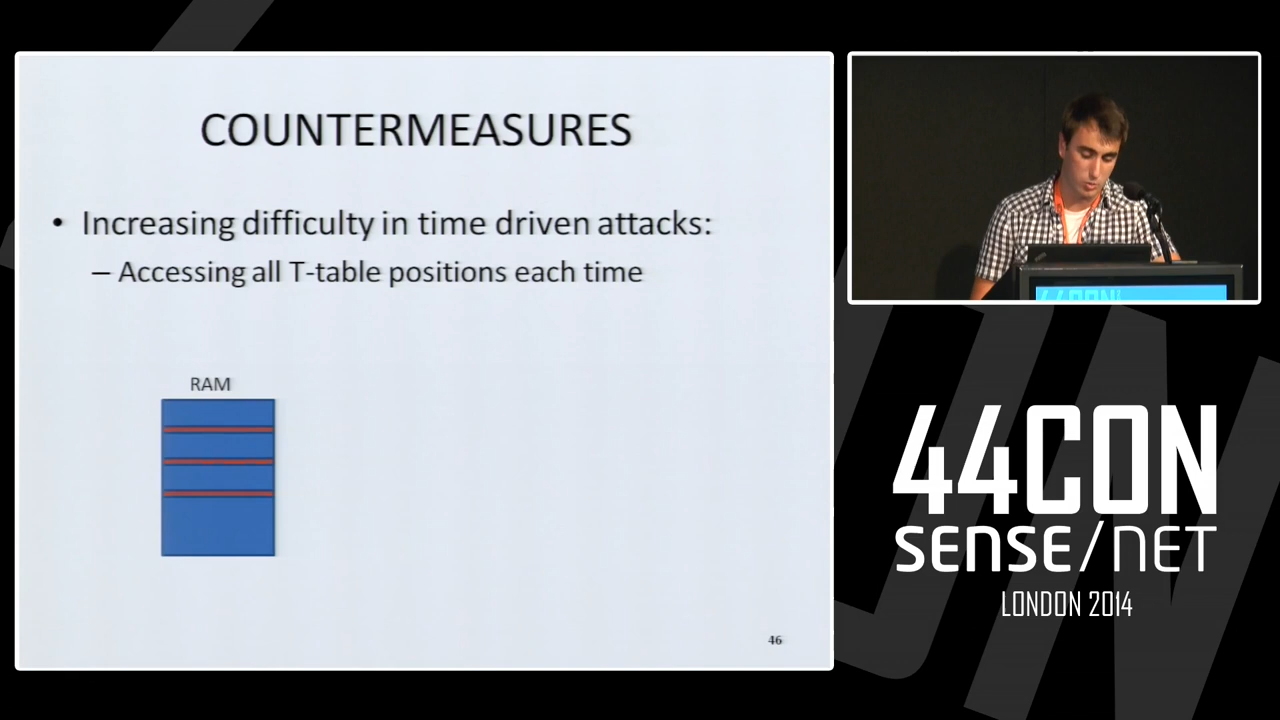 COUNTERMEASURES
• Increasing difficulty in time driven attacks:
– Accessing all T-table positions each time
RAM
46
44CON
44CON
SENSE/NET
LONDON 2014